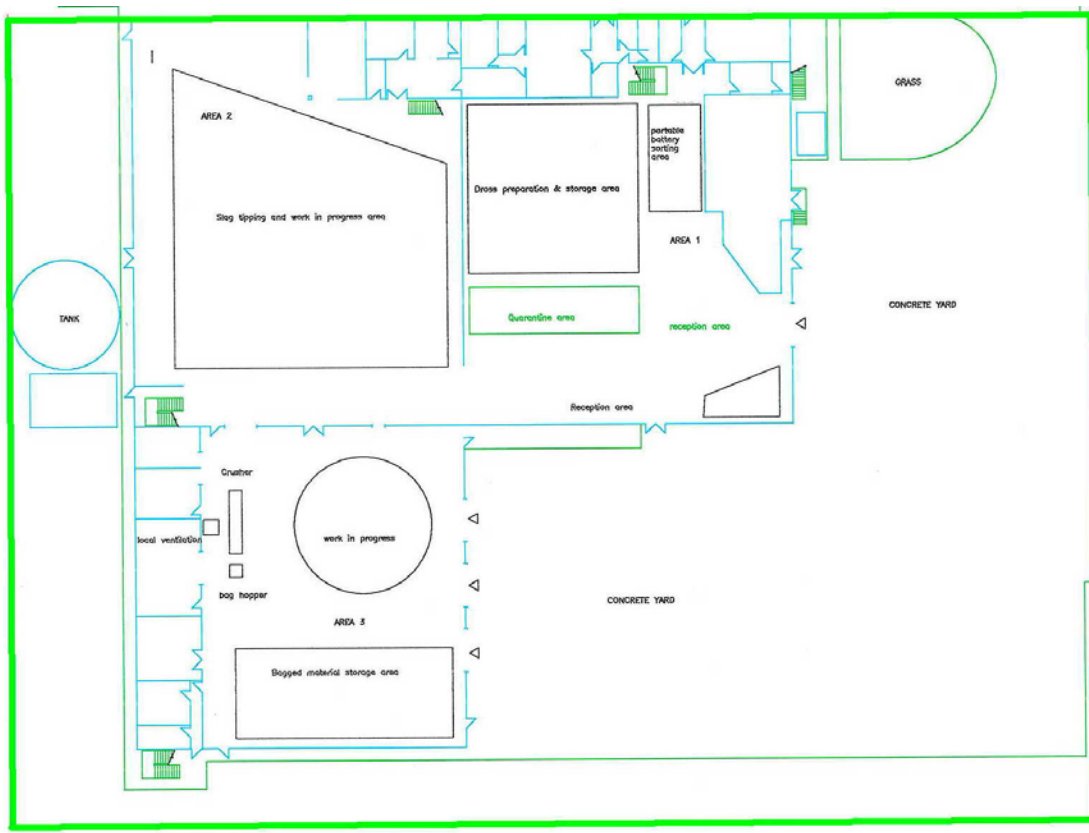 GRASS
AREA 2
portable
battery
sorting
area
Dross preparation & storage area
Slag tipping and work in progress area
AREA 1
CONCRETE YARD
TANK
Quarantine area
reception area
Reception area
Crusher
work in progress
local ventilation
bag hopper
CONCRETE YARD
AREA 3
Bagged material storage area